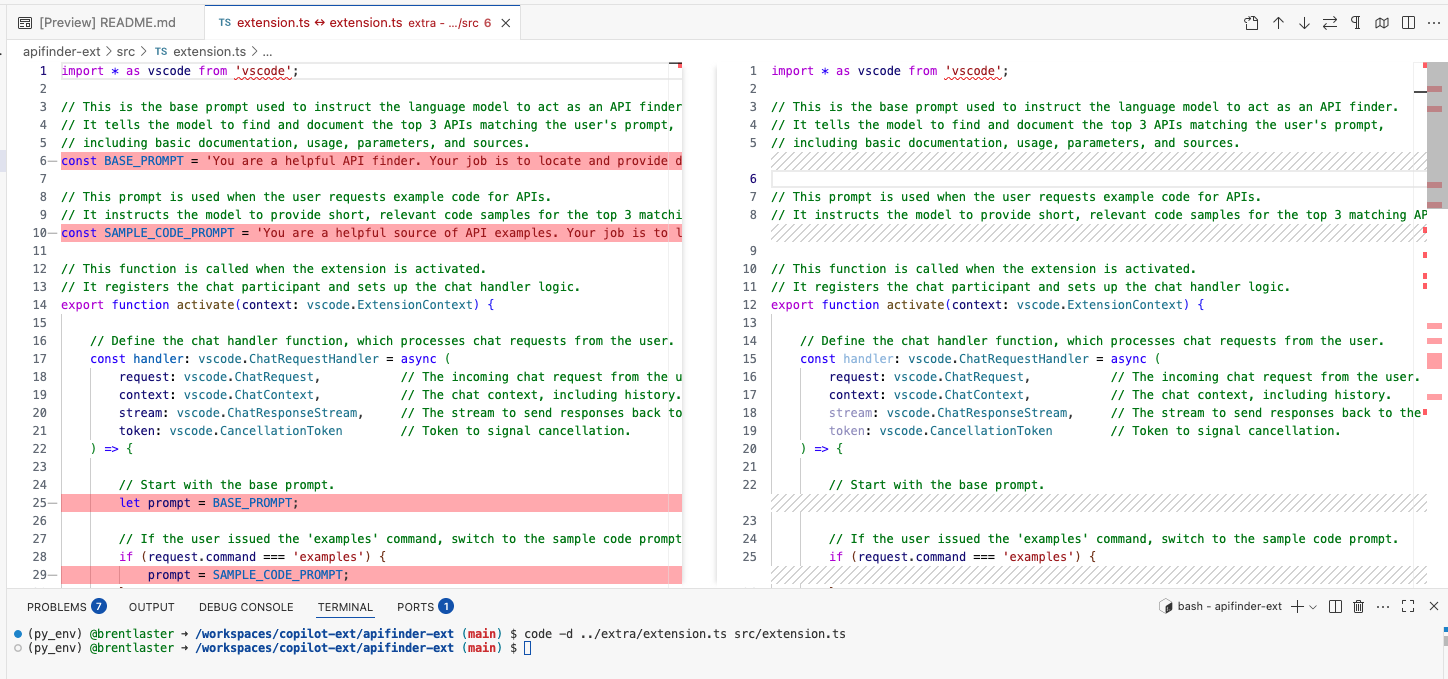 [Preview] README.md
TS extension.ts ↔ extension.ts extra - .../src 6
apifinder-ext > src > TS extension.ts > ...
1 import * as vscode from 'vscode';
2
3 // This is the base prompt used to instruct the language model to act as an API finder
4 // It tells the model to find and document the top 3 APIs matching the user's prompt,
5 // including basic documentation, usage, parameters, and sources.
6 const BASE_PROMPT = 'You are a helpful API finder. Your job is to locate and provide d
7
8 // This prompt is used when the user requests example code for APIs.
9 // It instructs the model to provide short, relevant code samples for the top 3 matchi
10 const SAMPLE_CODE_PROMPT = 'You are a helpful source of API examples. Your job is to l
11
12 // This function is called when the extension is activated.
13 // It registers the chat participant and sets up the chat handler logic.
14 export function activate(context: vscode.ExtensionContext) {
15
16 // Define the chat handler function, which processes chat requests from the user.
17 const handler: vscode.ChatRequestHandler = async (
18 request: vscode.ChatRequest, // The incoming chat request from the u
19 context: vscode.ChatContext, // The chat context, including history.
20 stream: vscode.ChatResponseStream, // The stream to send responses back to
21 token: vscode.CancellationToken // Token to signal cancellation.
22 ) => {
23
24 // Start with the base prompt.
25 let prompt = BASE_PROMPT;
26
27 // If the user issued the 'examples' command, switch to the sample code prompt
28 if (request.command === 'examples') {
29 prompt = SAMPLE_CODE_PROMPT;
1 import * as vscode from 'vscode';
2
3 // This is the base prompt used to instruct the language model to act as an API finder.
4 // It tells the model to find and document the top 3 APIs matching the user's prompt,
5 // including basic documentation, usage, parameters, and sources.
6
7 // This prompt is used when the user requests example code for APIs.
8 // It instructs the model to provide short, relevant code samples for the top 3 matching AP
9
10 // This function is called when the extension is activated.
11 // It registers the chat participant and sets up the chat handler logic.
12 export function activate(context: vscode.ExtensionContext) {
13
14 // Define the chat handler function, which processes chat requests from the user.
15 const handler: vscode.ChatRequestHandler = async (
16 request: vscode.ChatRequest, // The incoming chat request from the user.
17 context: vscode.ChatContext, // The chat context, including history.
18 stream: vscode.ChatResponseStream, // The stream to send responses back to the
19 token: vscode.CancellationToken // Token to signal cancellation.
20 ) => {
21
22 // Start with the base prompt.
23
24 // If the user issued the 'examples' command, switch to the sample code prompt.
25 if (request.command === 'examples') {
PROBLEMS 7 OUTPUT DEBUG CONSOLE TERMINAL PORTS 1
bash - apifinder-ext
(py_env) @brentlaster → /workspaces/copilot-ext/apifinder-ext (main) $ code -d ../extra/extension.ts src/extension.ts
(py_env) @brentlaster → /workspaces/copilot-ext/apifinder-ext (main) $